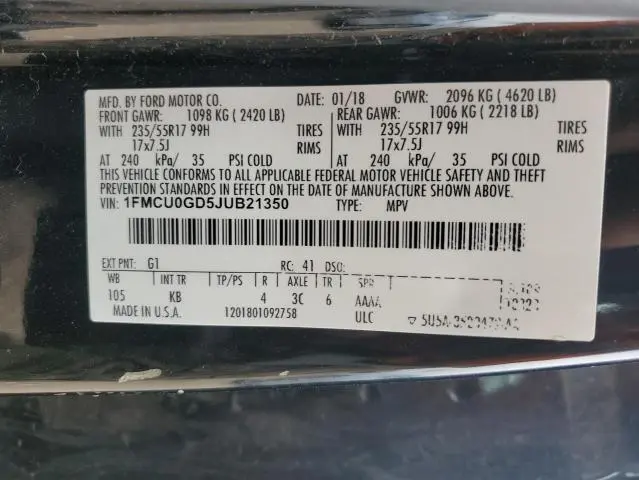 MFD. BY FORD MOTOR CO. DATE: 01/18 GVWR: 2096 KG ( 4620 LB)
FRONT GAWR: 1098 KG ( 2420 LB) REAR GAWR: 1006 KG ( 2218 LB)
WITH 235/55R17 99H TIRES WITH 235/55R17 99H TIRES
17x7.5J RIMS 17x7.5J RIMS
AT 240 kPa/ 35 PSI COLD AT 240 kPa/ 35 PSI COLD
THIS VEHICLE CONFORMS TO ALL APPLICABLE FEDERAL MOTOR VEHICLE SAFETY AND THEFT
PREVENTION STANDARDS IN EFFECT ON THE DATE OF MANUFACTURE SHOWN ABOVE.
VIN: 1FMCU0GD5JUB21350 TYPE: MPV
EXT PNT: G1 RC: 41 DSO:
WB INT TR TP/PS R AXLE TR SPR
105 KB 4 3C 6 AAAA
MADE IN U.S.A. 1201801092758 ULC